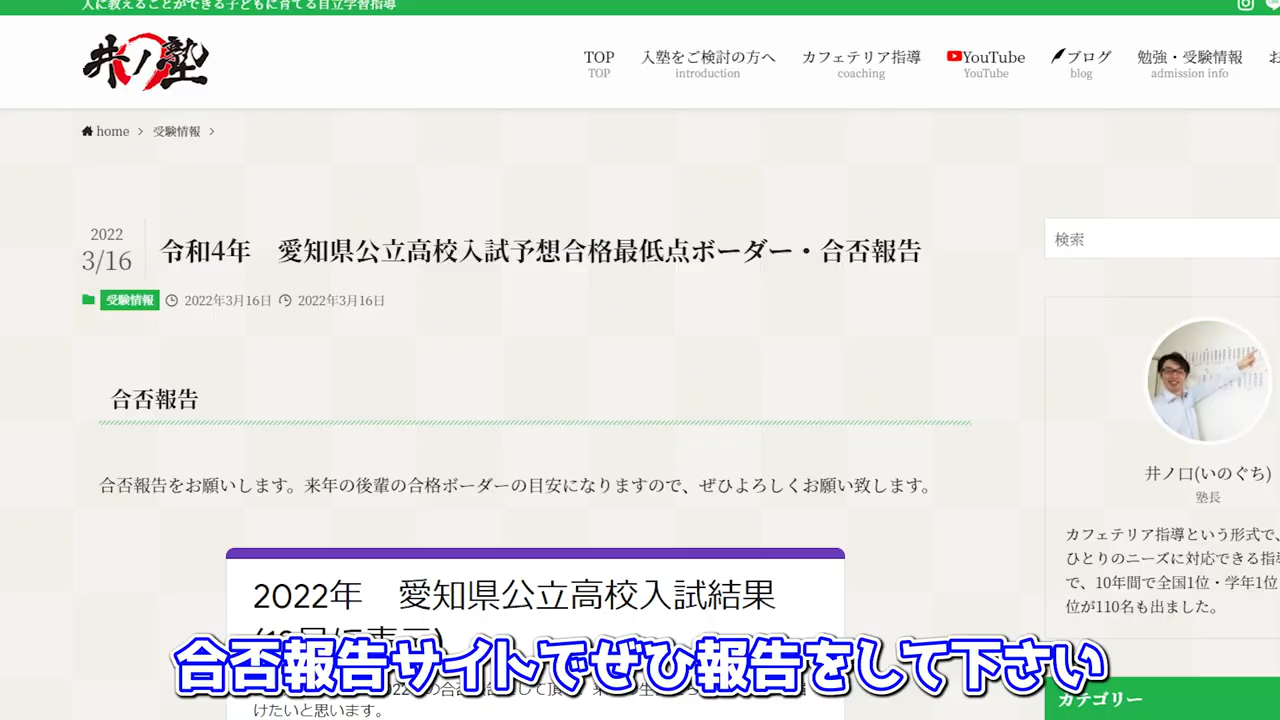 人に教えることができる子どもに育てる自立学習指導
井ノ塾
TOP 入塾をご検討の方へ カフェテリア指導 YouTube ブログ 勉強・受験情報 お
TOP introduction coaching YouTube blog admission info
home 受験情報
2022
3/16
令和4年 愛知県公立高校入試予想合格最低点ボーダー・合否報告
受験情報 2022年3月16日 2022年3月16日
検索
合否報告
合否報告をお願いします。来年の後輩の合格ボーダーの目安になりますので、ぜひよろしくお願い致します。
井ノ口(いのぐち)
塾長
カフェテリア指導という形式で、
ひとりのニーズに対応できる指
で、10年間で全国1位・学年1位
位が110名も出ました。
2022年 愛知県公立高校入試結果
けたいと思います。
合否報告サイトでぜひ報告をして下さい
カテゴリー